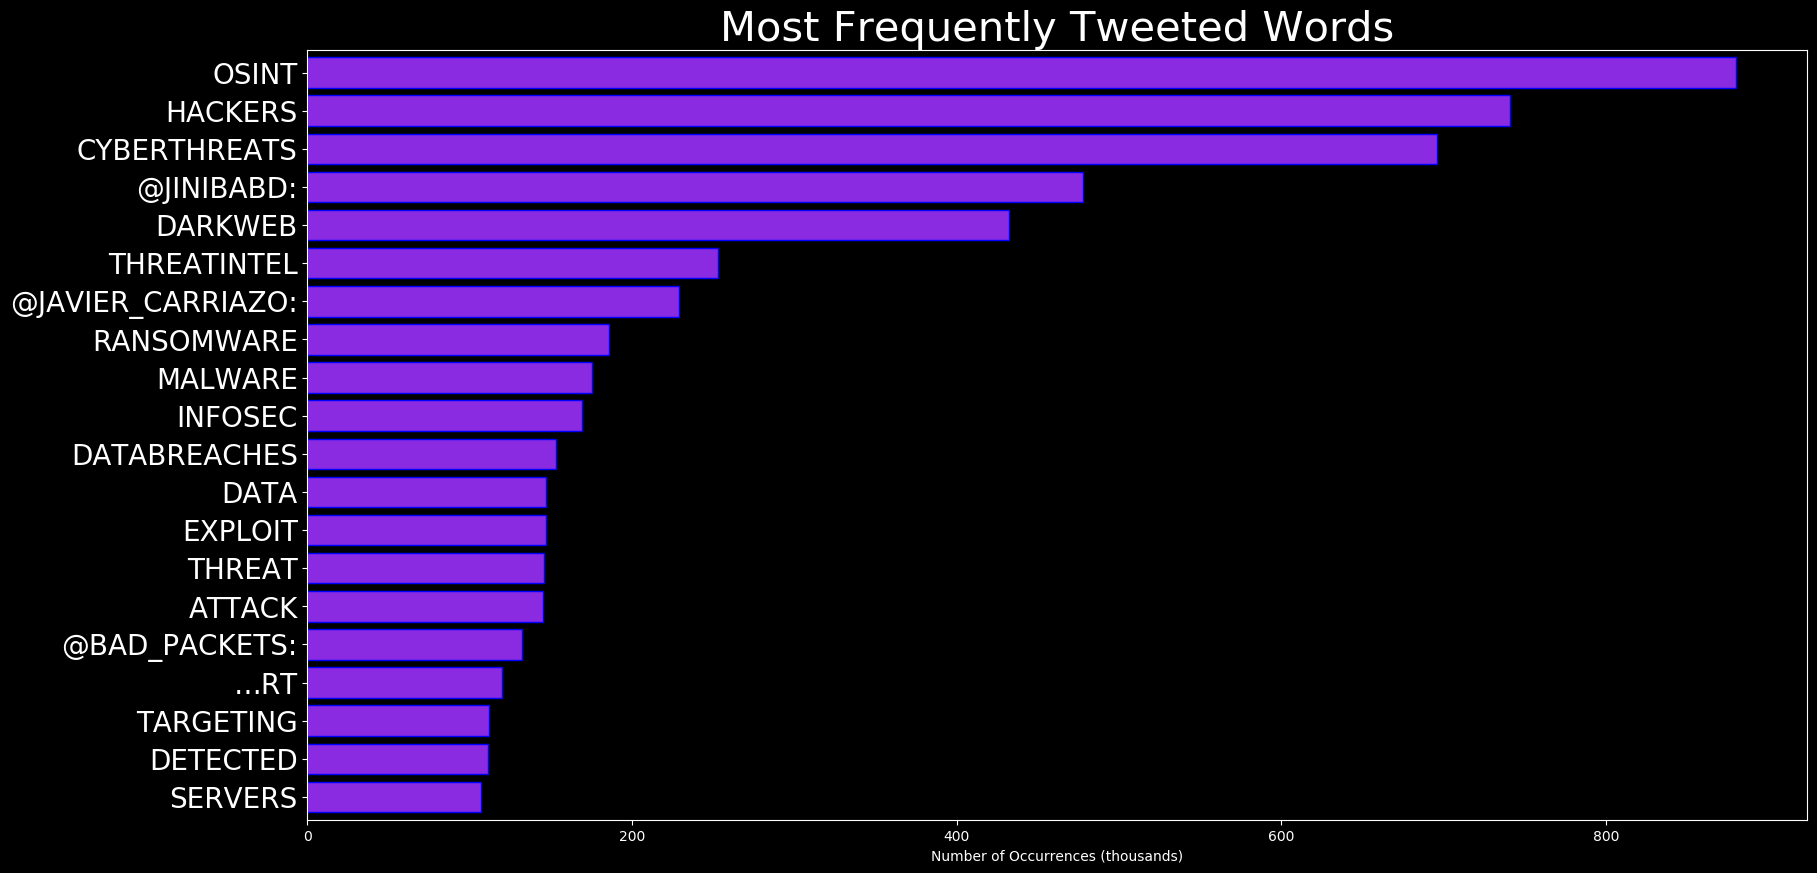 Most Frequently Tweeted Words
OSINT
HACKERS
CYBERTHREATS
@JINIBABD:
DARKWEB
THREATINTEL
@JAVIER_CARRIAZO:
RANSOMWARE
MALWARE
INFOSEC
DATABREACHES
DATA
EXPLOIT
THREAT
ATTACK
@BAD_PACKETS:
…RT
TARGETING
DETECTED
SERVERS
0 200 400 600 800
Number of Occurrences (thousands)